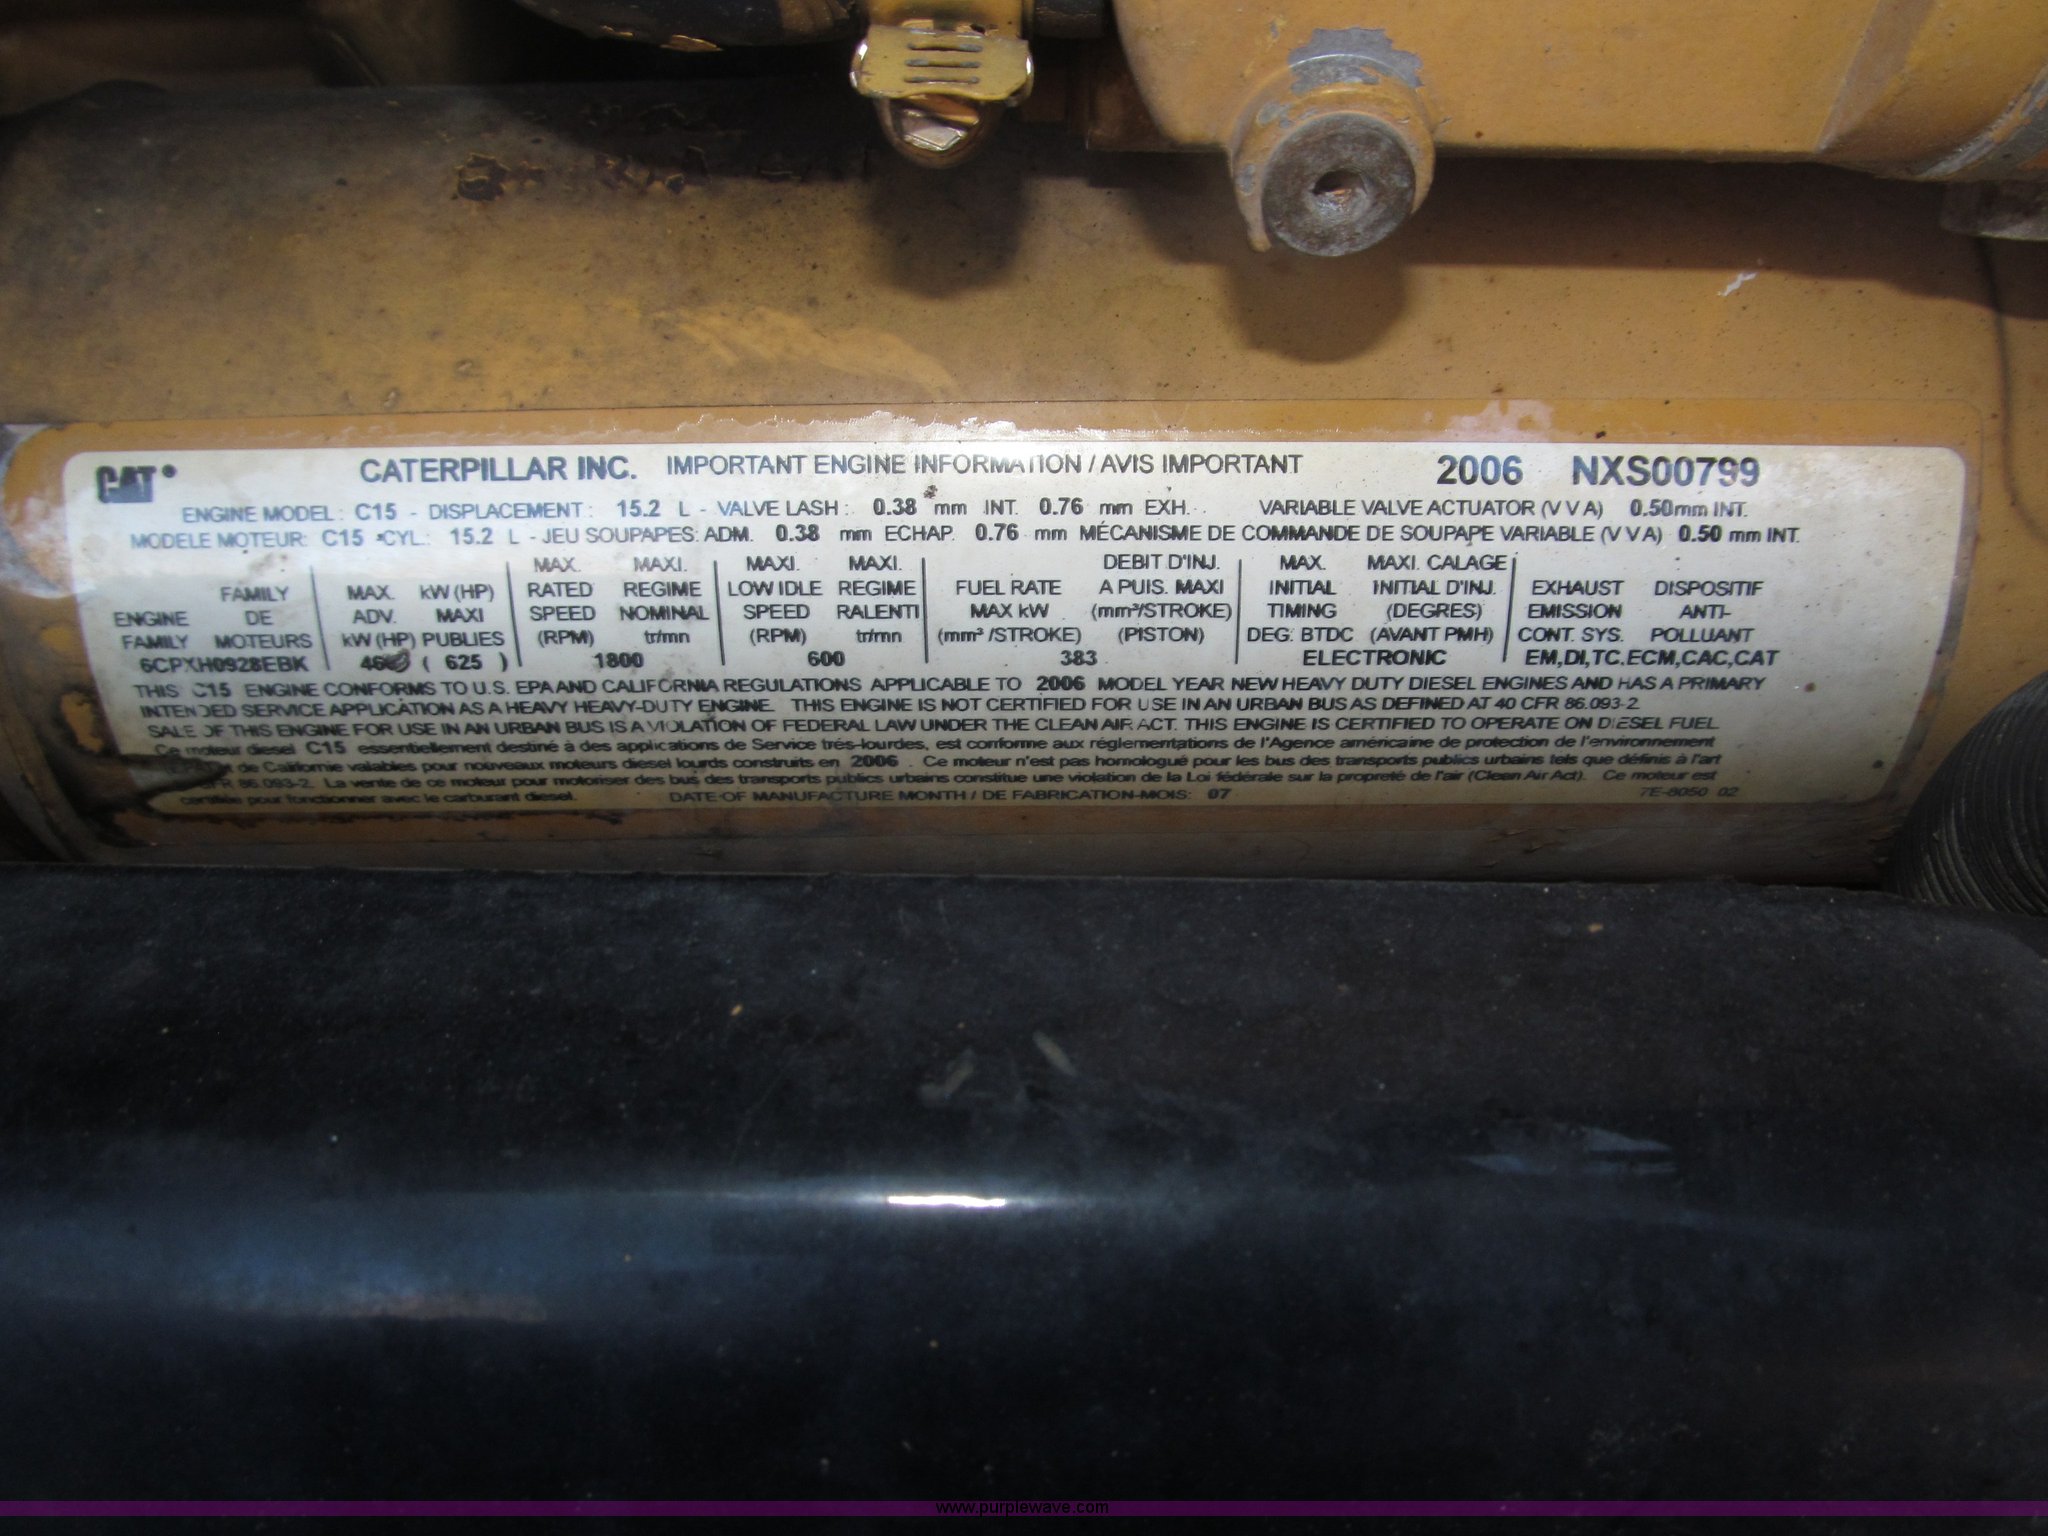 CAT® CATERPILLAR INC. IMPORTANT ENGINE INFORMATION / AVIS IMPORTANT 2006 NXS00799
ENGINE MODEL: C15 - DISPLACEMENT: 15.2 L - VALVE LASH: 0.38 mm INT. 0.76 mm EXH. VARIABLE VALVE ACTUATOR (V V A) 0.50mm INT.
MODELE MOTEUR: C15 -CYL.: 15.2 L - JEU SOUPAPES: ADM. 0.38 mm ECHAP. 0.76 mm MÉCANISME DE COMMANDE DE SOUPAPE VARIABLE (V V A) 0.50 mm INT.
MAX. MAXI. MAXI. MAXI. DEBIT D'INJ. MAX. MAXI. CALAGE
FAMILY MAX. kW (HP) RATED REGIME LOW IDLE REGIME FUEL RATE A PUIS. MAXI INITIAL INITIAL D'INJ. EXHAUST DISPOSITIF
ENGINE DE ADV. MAXI SPEED NOMINAL SPEED RALENTI MAX kW (mm³/STROKE) TIMING (DEGRES) EMISSION ANTI-
FAMILY MOTEURS kW (HP) PUBLIES (RPM) tr/mn (RPM) tr/mn (mm³ /STROKE) (PISTON) DEG. BTDC (AVANT PMH) CONT. SYS. POLLUANT
6CPXH0928EBK ( 625 ) 1800 600 383 ELECTRONIC EM,DI,TC.ECM,CAC,CAT
THIS C15 ENGINE CONFORMS TO U.S. EPA AND CALIFORNIA REGULATIONS APPLICABLE TO 2006 MODEL YEAR NEW HEAVY DUTY DIESEL ENGINES AND HAS A PRIMARY
INTENDED SERVICE APPLICATION AS A HEAVY HEAVY-DUTY ENGINE. THIS ENGINE IS NOT CERTIFIED FOR USE IN AN URBAN BUS AS DEFINED AT 40 CFR 86.093-2
SALE OF THIS ENGINE FOR USE IN AN URBAN BUS IS A VIOLATION OF FEDERAL LAW UNDER THE CLEAN AIR ACT. THIS ENGINE IS CERTIFIED TO OPERATE ON DIESEL FUEL
Ce moteur diesel C15 essentiellement destiné à des applications de Service trés-lourdes, est conforme aux réglementations de l'Agence américaine de protection de l'environnement
de Californie valables pour nouveaux moteurs diesel lourds construits en 2006 . Ce moteur n'est pas homologué pour les bus des transports publics urbains tels que définis à l'art
CFR 86.093-2. La vente de ce moteur pour motoriser des bus des transports publics urbains constitue une violation de la Loi fédérale sur la propreté de l'air (Clean Air Act). Ce moteur est
certifiée pour fonctionner avec le carburant diesel. DATE OF MANUFACTURE MONTH / DE FABRICATION-MOIS: 07 7E-8050 02
www.purplewave.com